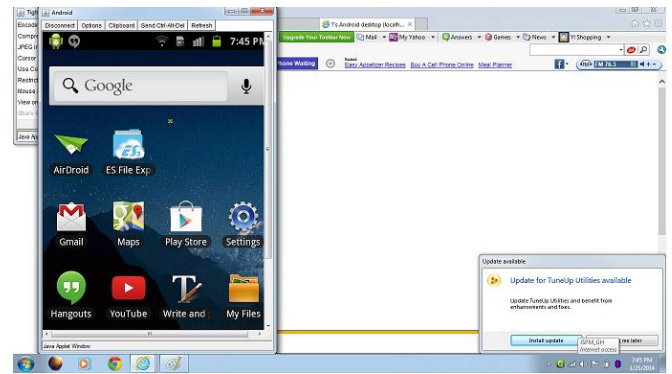 Android
Disconnect Options Clipboard Send Ctrl-Alt-Del Refresh
7:45 PM
Google
AirDroid ES File Exp
Gmail Maps Play Store Settings
Hangouts YouTube Write and My Files
Java Applet Window
T's Android desktop (localh...
Upgrade Your Toolbar Now Mail My Yahoo Answers Games News Y! Shopping
Phone Waiting
Easy Appetizer Recipes Buy A Cell Phone Online Meal Planner
FM 76.3
Update available
Update for TuneUp Utilities available
Update TuneUp Utilities and benefit from
enhancements and fixes.
Install update me later
JSPM_GH
Internet access
7:45 PM
1/25/2014